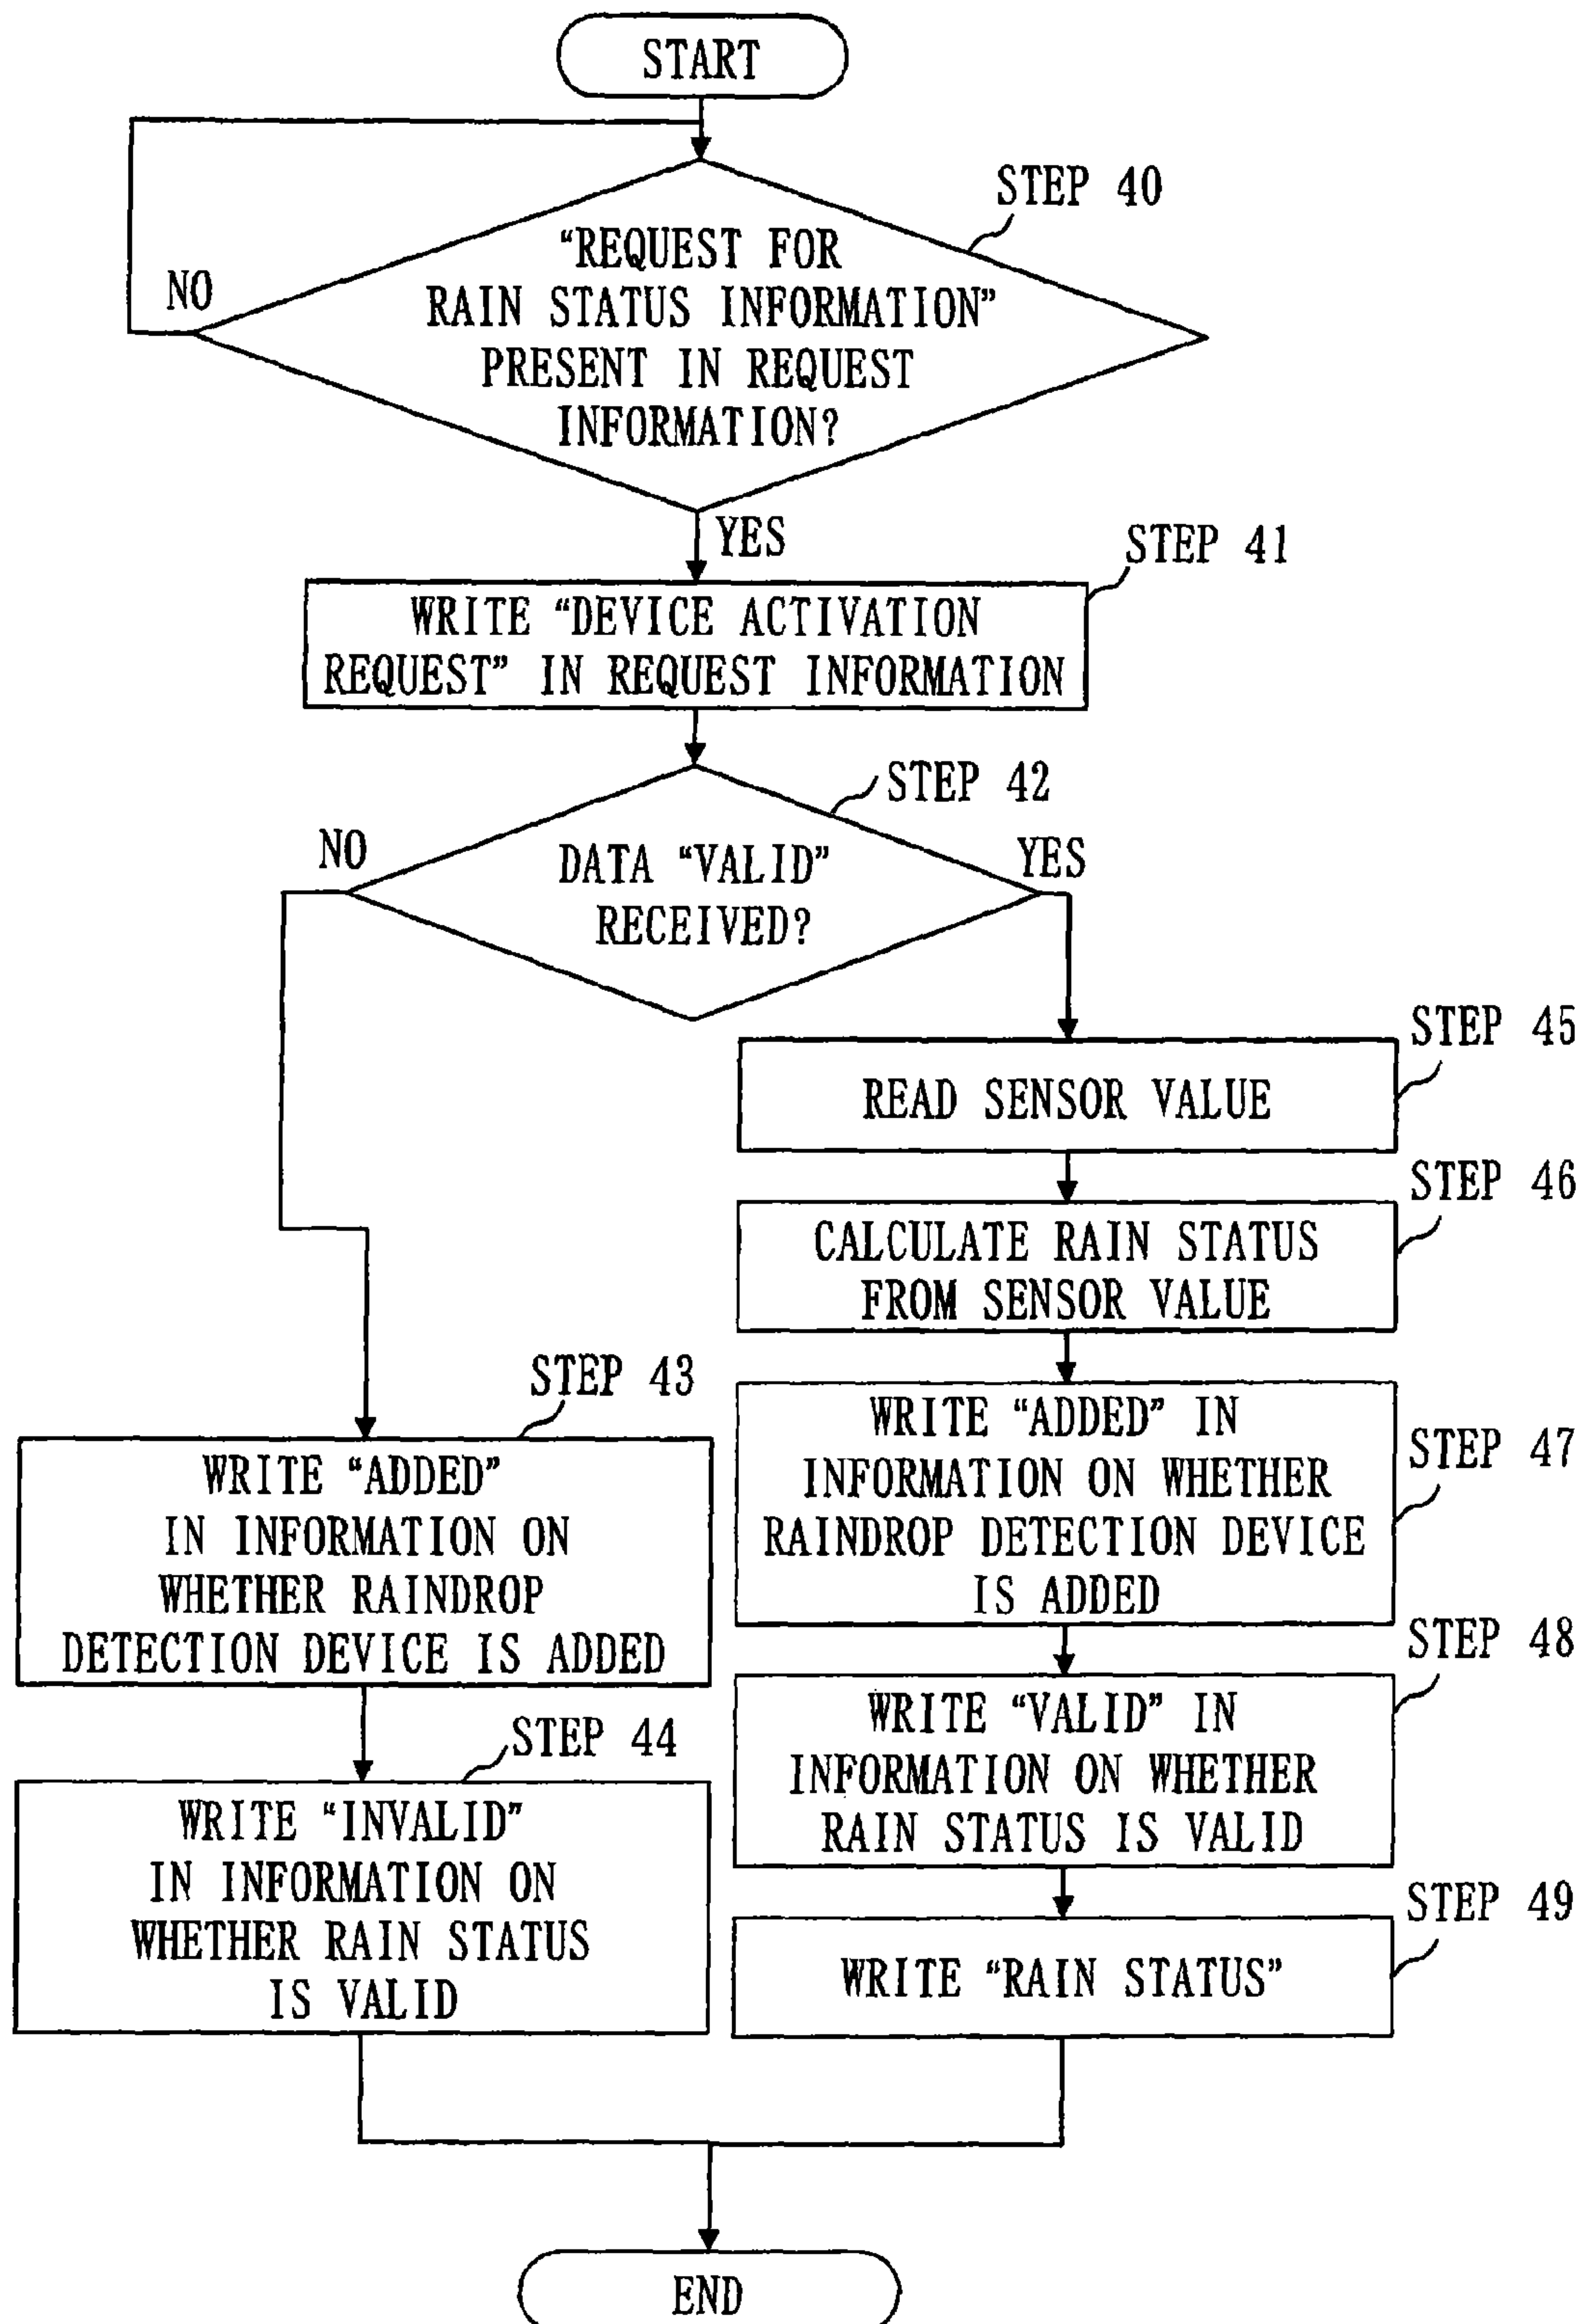 START
STEP 40
"REQUEST FOR
RAIN STATUS INFORMATION"
PRESENT IN REQUEST
INFORMATION?
NO
YES
STEP 41
WRITE "DEVICE ACTIVATION
REQUEST" IN REQUEST INFORMATION
STEP 42
DATA "VALID"
RECEIVED?
NO
YES
STEP 45
READ SENSOR VALUE
STEP 46
CALCULATE RAIN STATUS
FROM SENSOR VALUE
STEP 43
WRITE "ADDED"
IN INFORMATION ON
WHETHER RAINDROP
DETECTION DEVICE IS ADDED
STEP 47
WRITE "ADDED" IN
INFORMATION ON WHETHER
RAINDROP DETECTION DEVICE
IS ADDED
STEP 44
WRITE "INVALID"
IN INFORMATION ON
WHETHER RAIN STATUS
IS VALID
STEP 48
WRITE "VALID" IN
INFORMATION ON WHETHER
RAIN STATUS IS VALID
STEP 49
WRITE "RAIN STATUS"
END